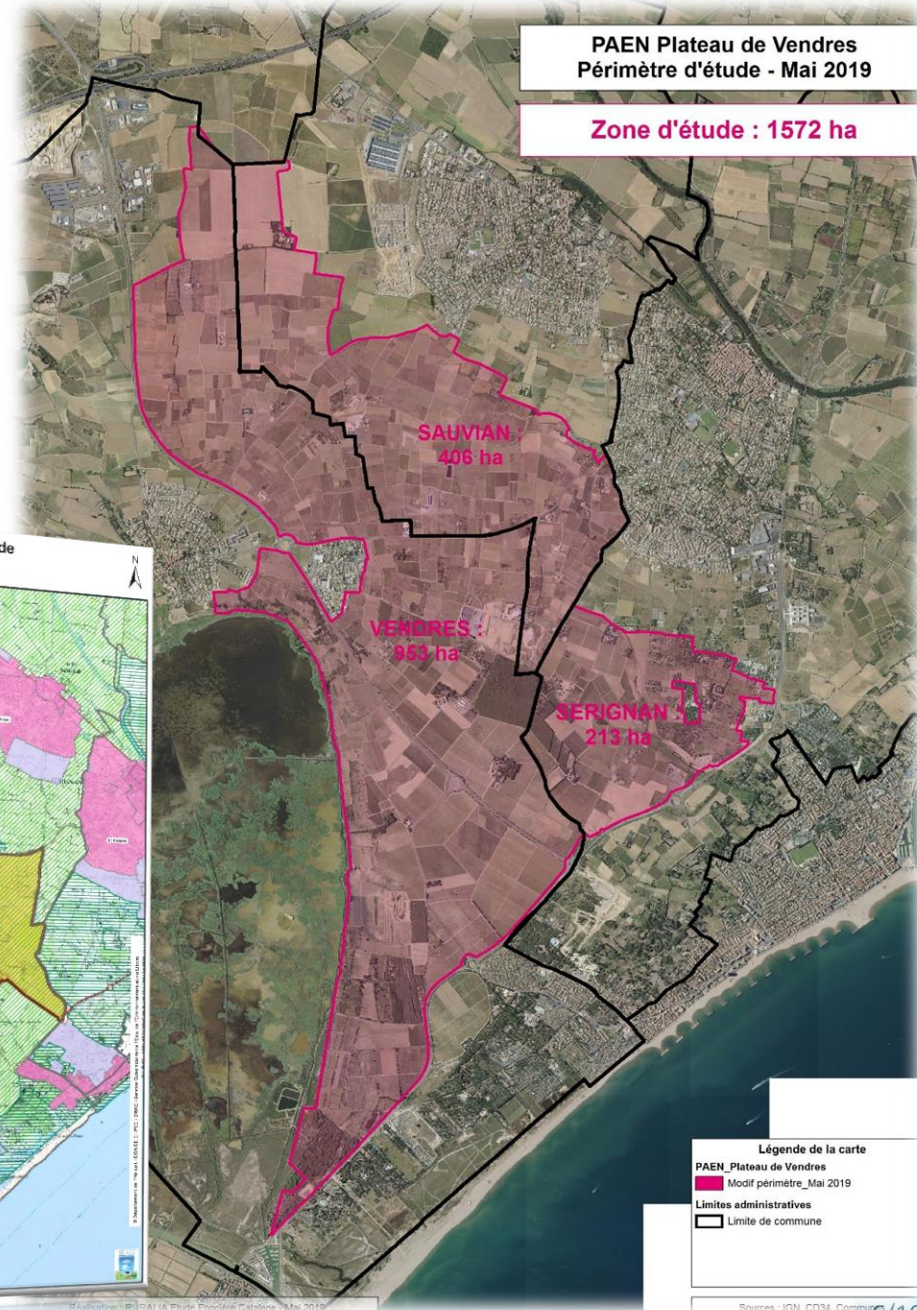 PAEN Plateau de Vendres
Périmètre d'étude - Mai 2019
Zone d'étude : 1572 ha
SAUVIAN :
406 ha
de
N
VENDRES :
953 ha
SERIGNAN :
213 ha
Légende de la carte
PAEN_Plateau de Vendres
Modif périmètre_Mai 2019
Limites administratives
Limite de commune
Réalisation : RURALIA Etude Foncière Catalane - Mai 2019
Sources : IGN, CD34, Communes